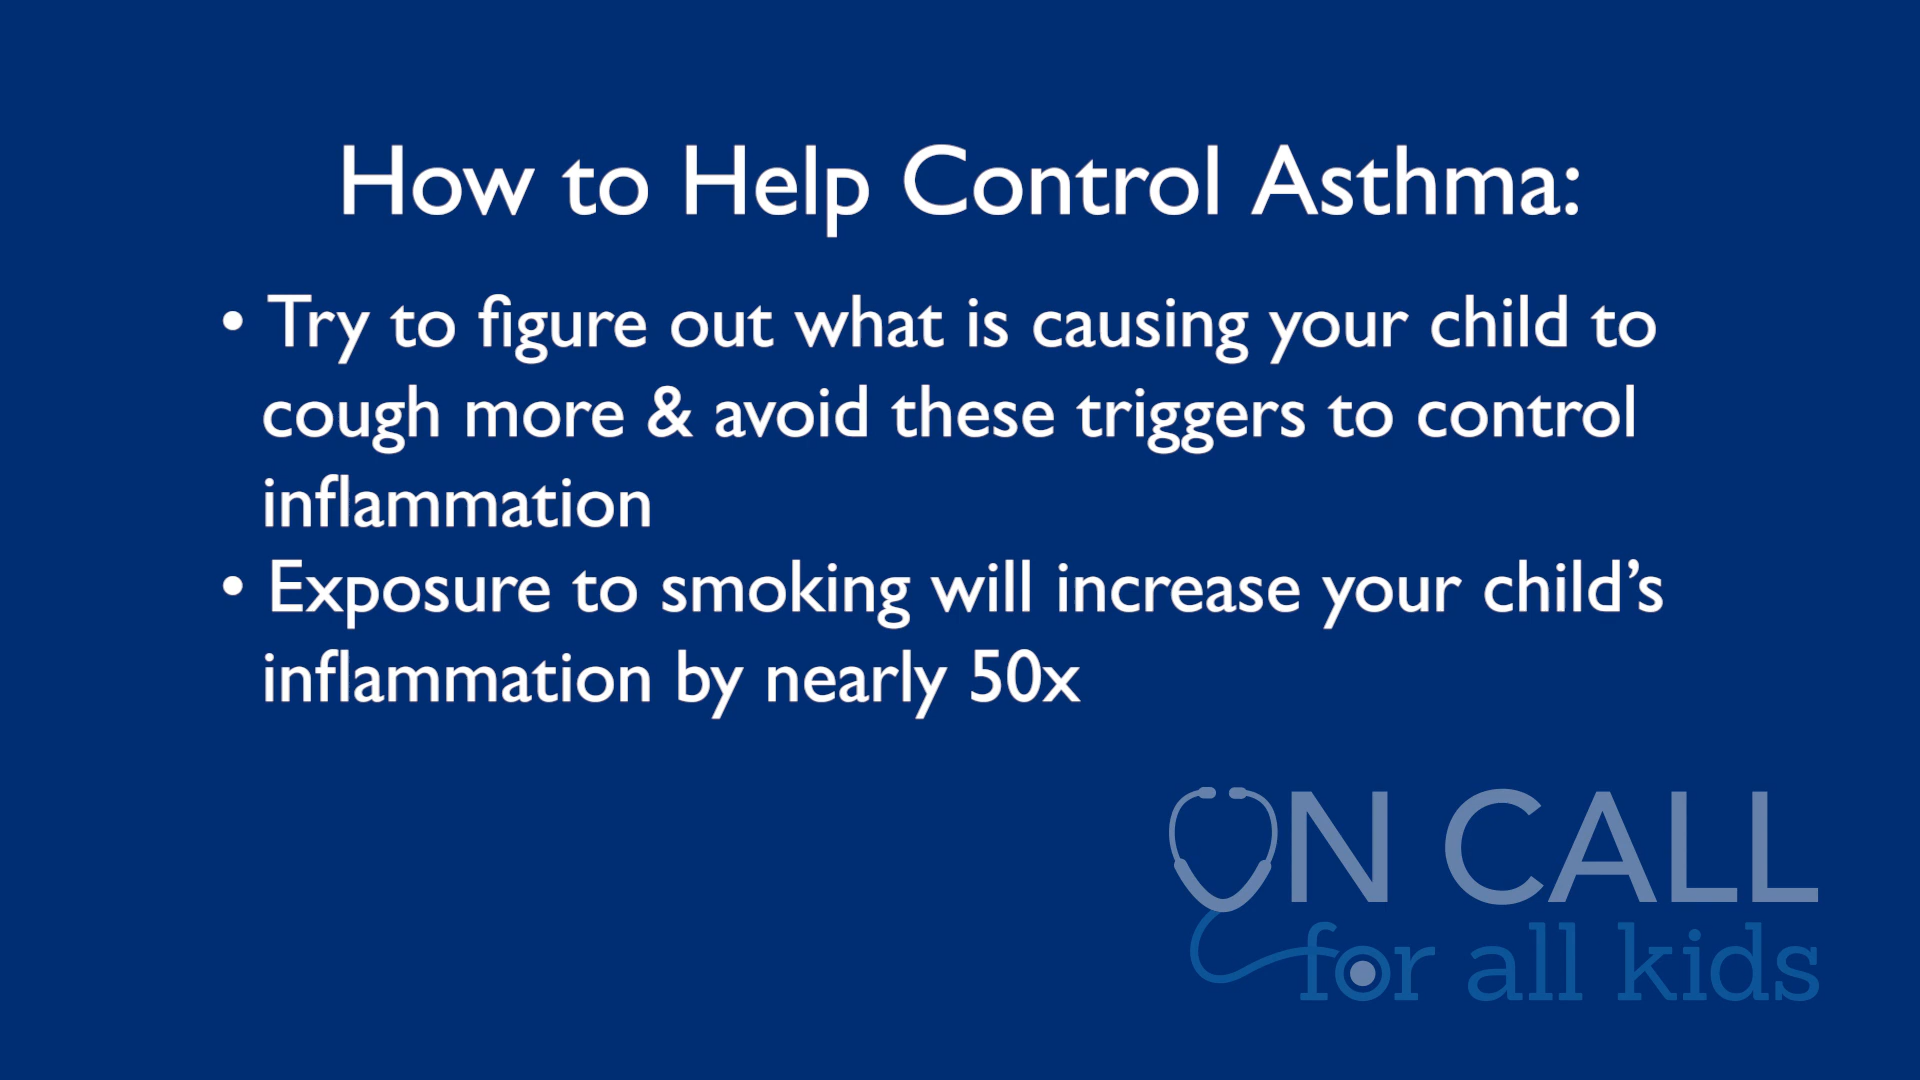 How to Help Control Asthma:
• Try to figure out what is causing your child to
cough more & avoid these triggers to control
inflammation
• Exposure to smoking will increase your child’s
inflammation by nearly 50x
ON CALL
for all kids